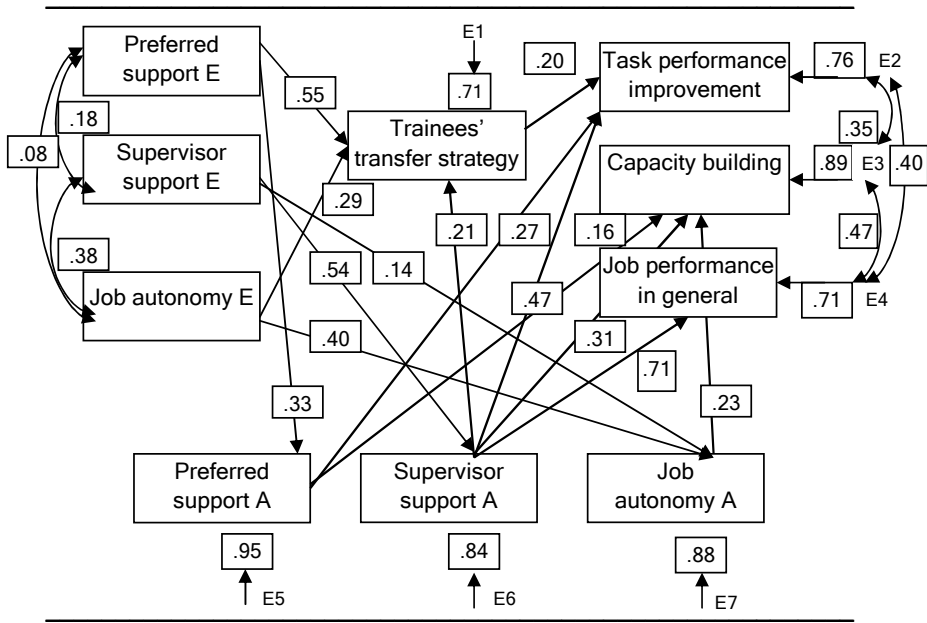 Preferred
support E
E1
.20
Task performance
improvement
.76
E2
.55
.71
.18
Trainees'
transfer strategy
.35
.08
Supervisor
support E
Capacity building
.89
E3
.40
.29
.21
.27
.16
.47
.38
.54
.14
Job autonomy E
.47
Job performance
in general
.71
E4
.40
.31
.71
.33
.23
Preferred
support A
Supervisor
support A
Job
autonomy A
.95
.84
.88
E5
E6
E7